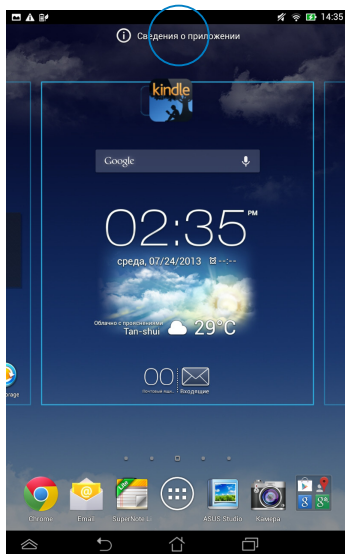 14:35
Сведения о приложении
kindle
Google
02:35 PM
среда, 07/24/2013 --:--
Облачно с прояснениями
Tan-shui 29°C
00 Входящие
orage
Chrome Email SuperNote Li ASUS Studio Камера